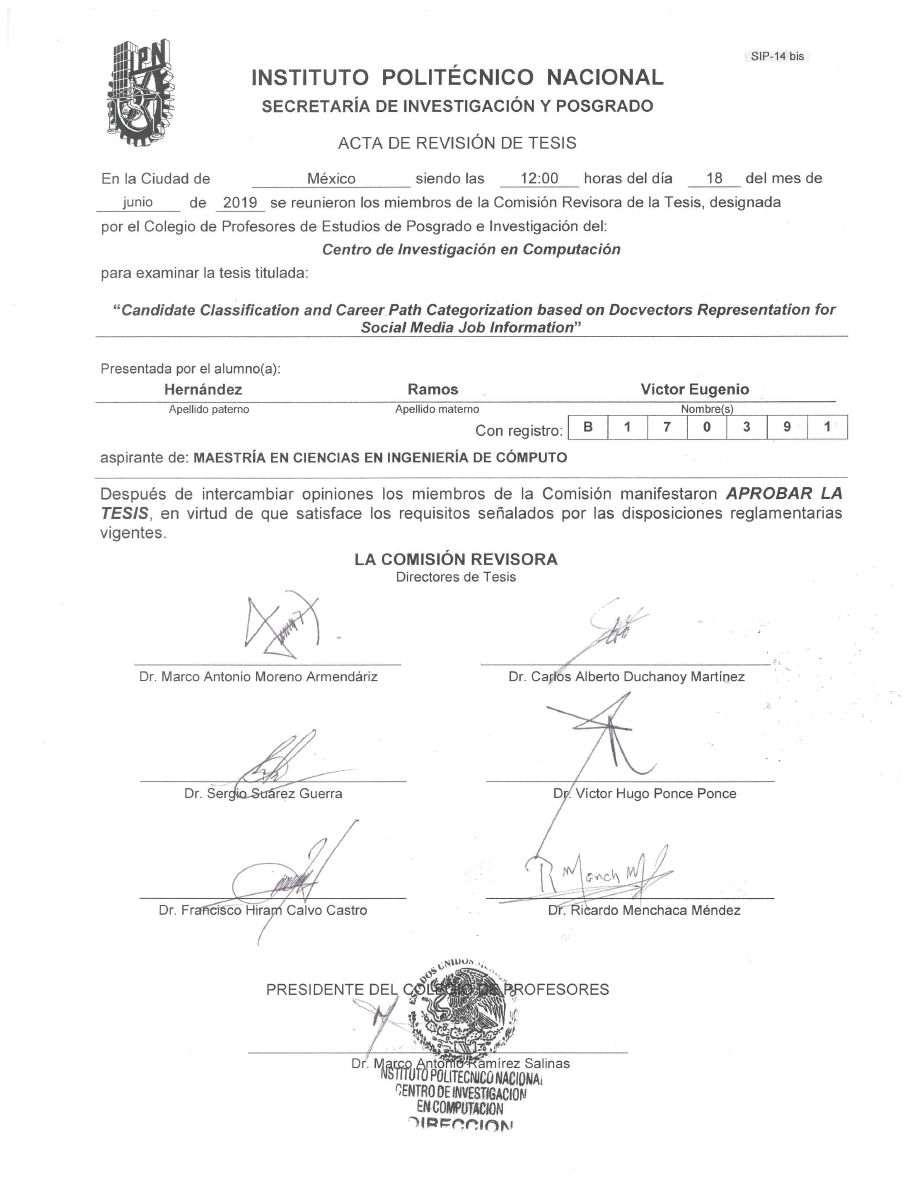 SIP-14 bis
IPN
INSTITUTO POLITÉCNICO NACIONAL
SECRETARÍA DE INVESTIGACIÓN Y POSGRADO
ACTA DE REVISIÓN DE TESIS
En la Ciudad de México siendo las 12:00 horas del día 18 del mes de
junio de 2019 se reunieron los miembros de la Comisión Revisora de la Tesis, designada
por el Colegio de Profesores de Estudios de Posgrado e Investigación del:
Centro de Investigación en Computación
para examinar la tesis titulada:
“Candidate Classification and Career Path Categorization based on Docvectors Representation for
Social Media Job Information”
Presentada por el alumno(a):
Hernández Ramos Victor Eugenio
Apellido paterno Apellido materno Nombre(s)
Con registro: B 1 7 0 3 9 1
aspirante de: MAESTRÍA EN CIENCIAS EN INGENIERÍA DE CÓMPUTO
Después de intercambiar opiniones los miembros de la Comisión manifestaron APROBAR LA
TESIS, en virtud de que satisface los requisitos señalados por las disposiciones reglamentarias
vigentes.
LA COMISIÓN REVISORA
Directores de Tesis
Dr. Marco Antonio Moreno Armendáriz Dr. Carlos Alberto Duchanoy Martínez
Dr. Sergio Suárez Guerra Dr. Víctor Hugo Ponce Ponce
Dr. Francisco Hiram Calvo Castro Dr. Ricardo Menchaca Méndez
PRESIDENTE DEL COLEGIO DE PROFESORES
ESTADOS UNIDOS
Dr. Marco Antonio Ramírez Salinas
INSTITUTO POLITECNICO NACIONAL
CENTRO DE INVESTIGACION
EN COMPUTACION
DIRECCION